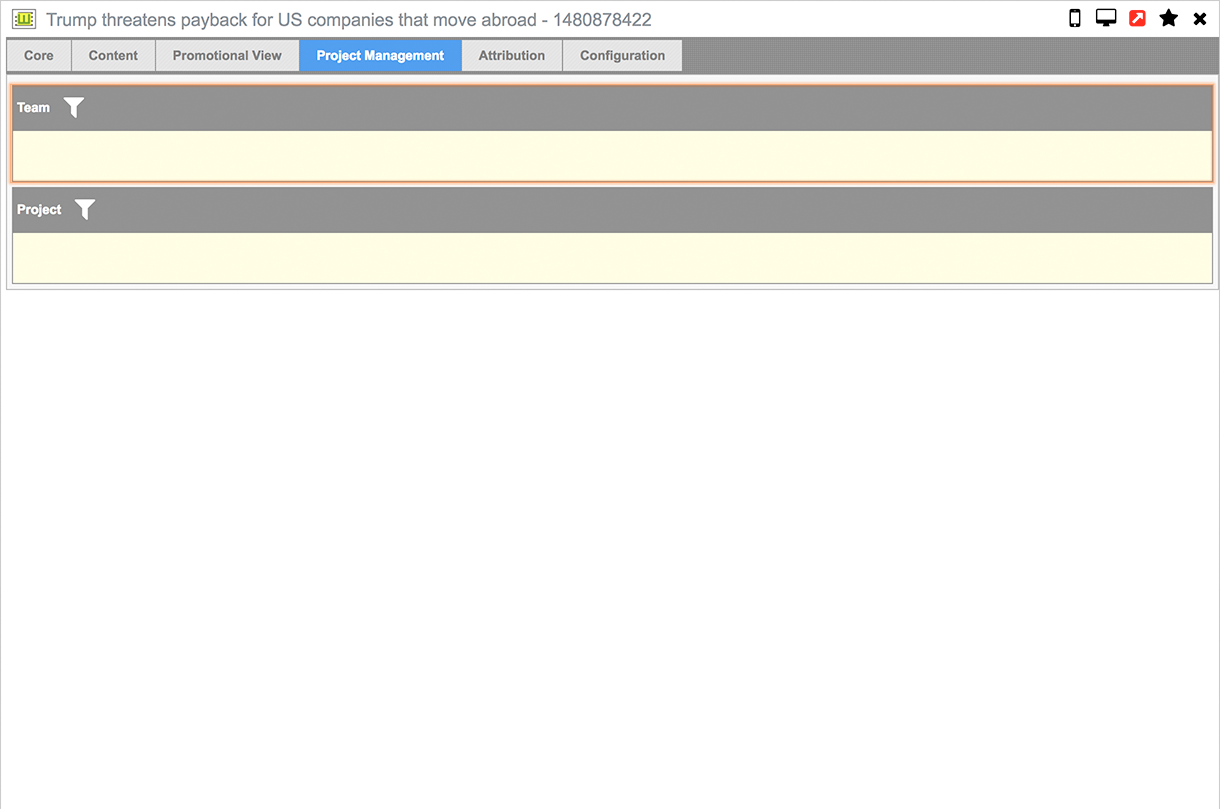 Trump threatens payback for US companies that move abroad - 1480878422
Core Content Promotional View Project Management Attribution Configuration
Team
Project